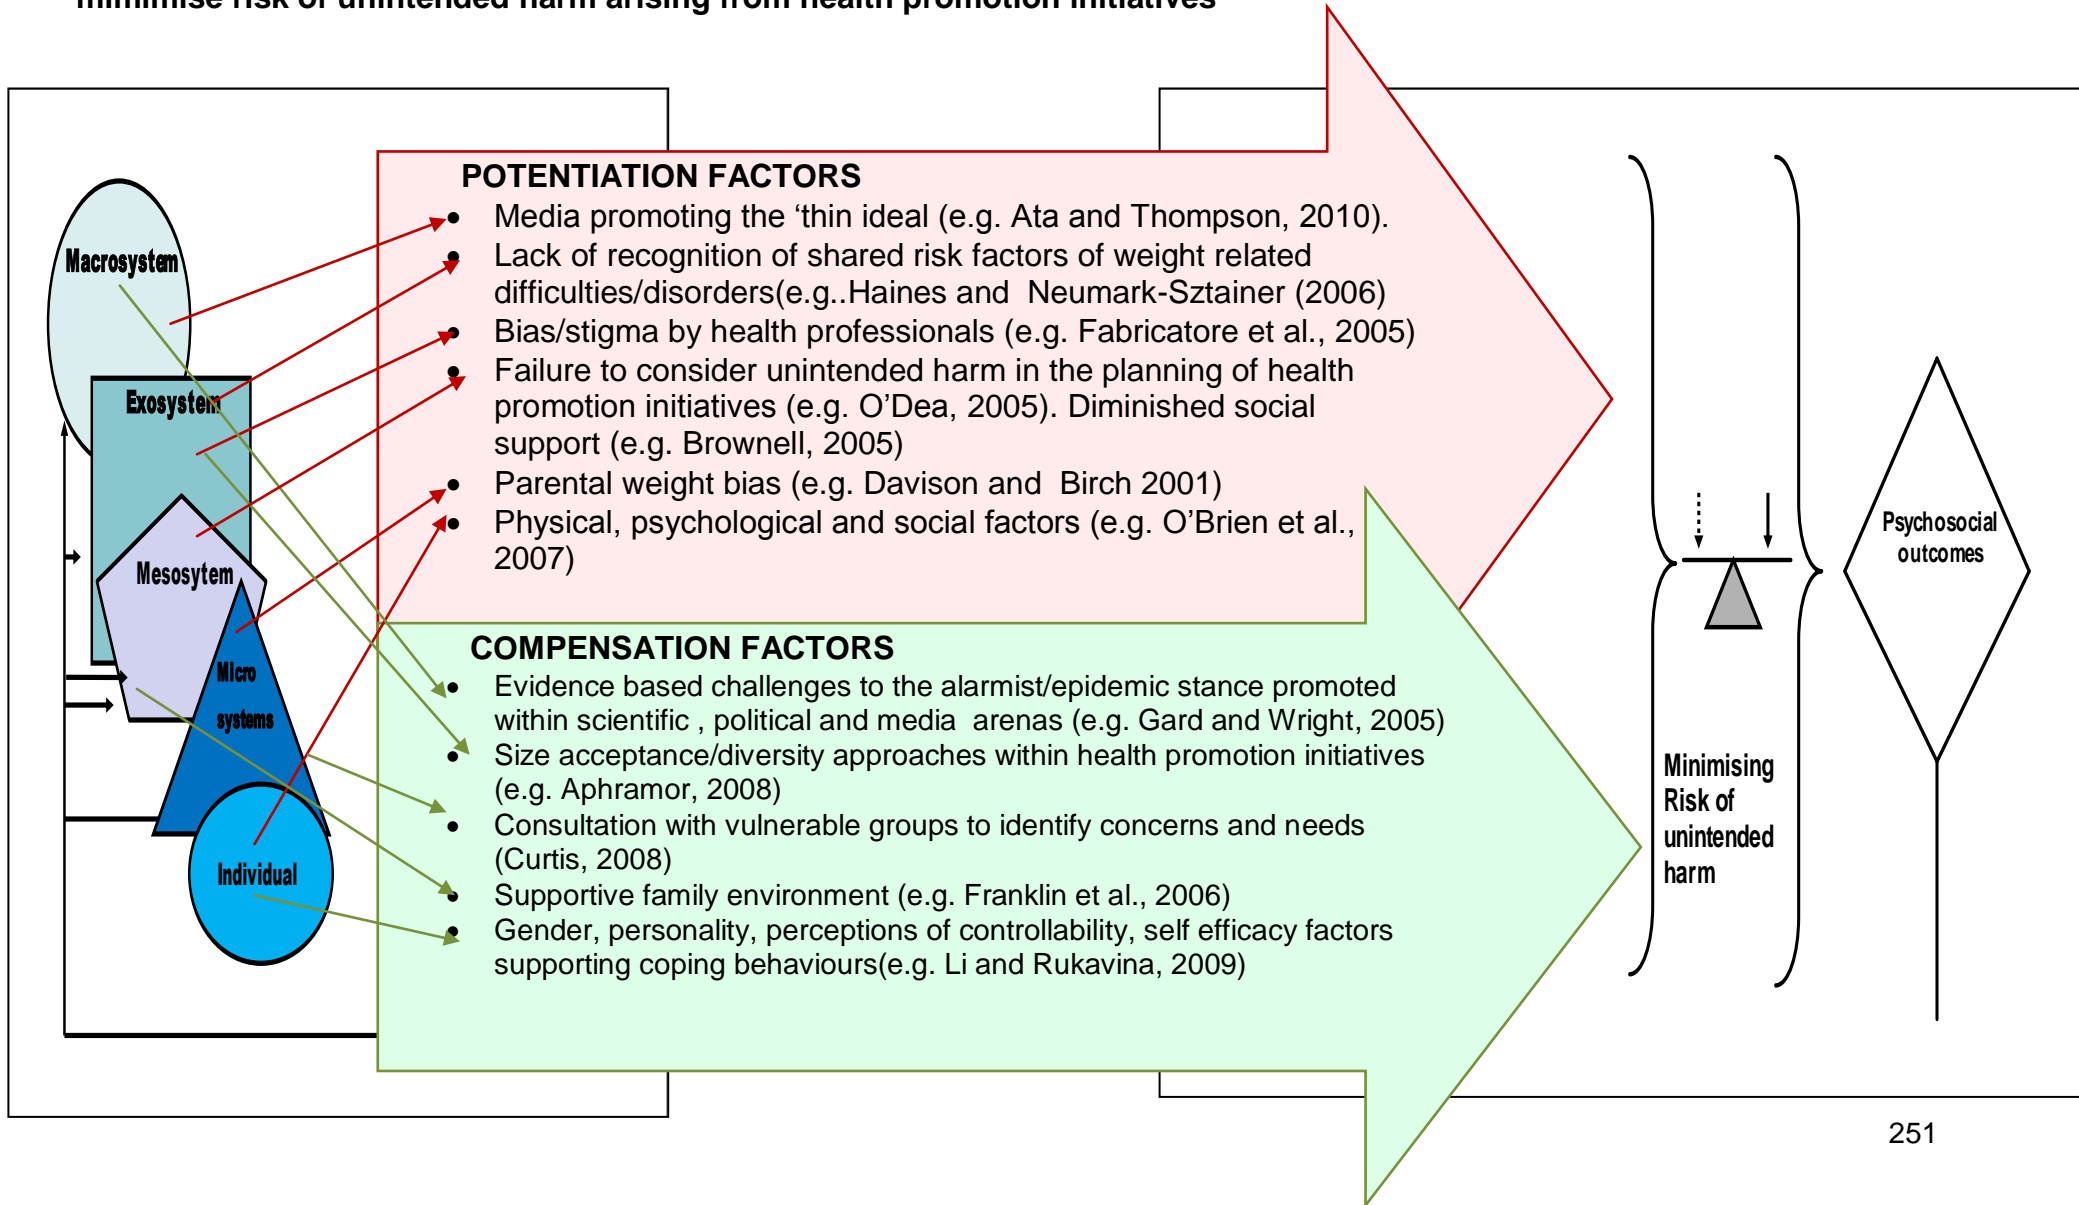 minimise risk of unintended harm arising from health promotion initiatives
Macrosystem
Exosystem
Mesosytem
Micro
systems
Individual
POTENTIATION FACTORS
• Media promoting the ‘thin ideal (e.g. Ata and Thompson, 2010).
• Lack of recognition of shared risk factors of weight related
difficulties/disorders(e.g..Haines and Neumark-Sztainer (2006)
• Bias/stigma by health professionals (e.g. Fabricatore et al., 2005)
• Failure to consider unintended harm in the planning of health
promotion initiatives (e.g. O’Dea, 2005). Diminished social
support (e.g. Brownell, 2005)
• Parental weight bias (e.g. Davison and Birch 2001)
• Physical, psychological and social factors (e.g. O’Brien et al.,
2007)
COMPENSATION FACTORS
• Evidence based challenges to the alarmist/epidemic stance promoted
within scientific , political and media arenas (e.g. Gard and Wright, 2005)
• Size acceptance/diversity approaches within health promotion initiatives
(e.g. Aphramor, 2008)
• Consultation with vulnerable groups to identify concerns and needs
(Curtis, 2008)
• Supportive family environment (e.g. Franklin et al., 2006)
• Gender, personality, perceptions of controllability, self efficacy factors
supporting coping behaviours(e.g. Li and Rukavina, 2009)
Minimising
Risk of
unintended
harm
Psychosocial
outcomes
251